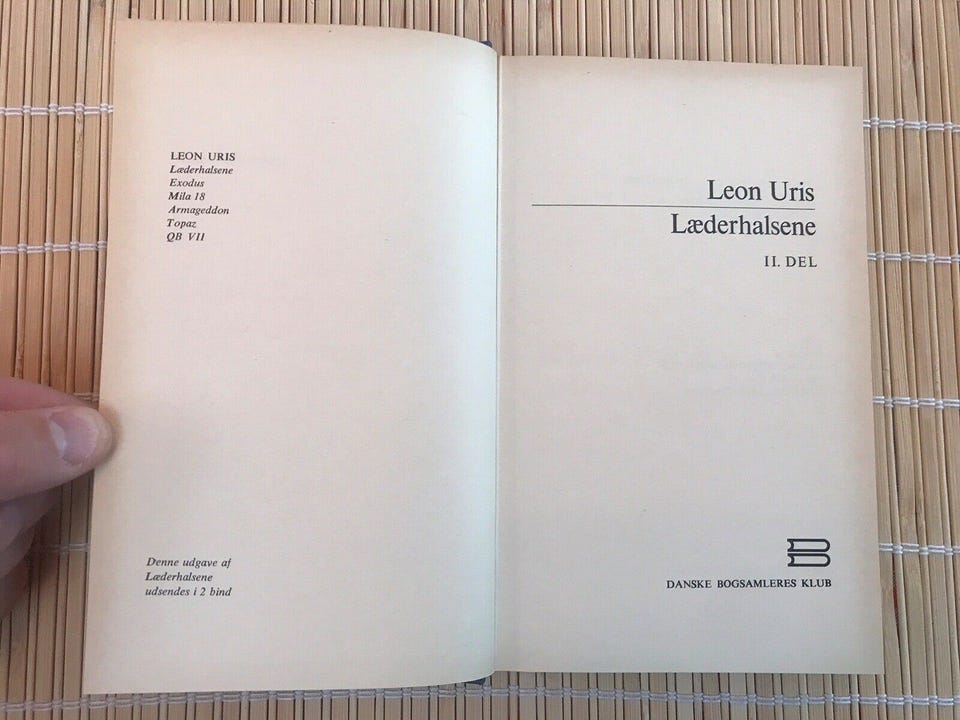 LEON URIS
Læderhalsene
Exodus
Mila 18
Armageddon
Topaz
QB VII
Denne udgave af
Læderhalsene
udsendes i 2 bind
Leon Uris
Læderhalsene
II. DEL
DANSKE BOGSAMLERES KLUB